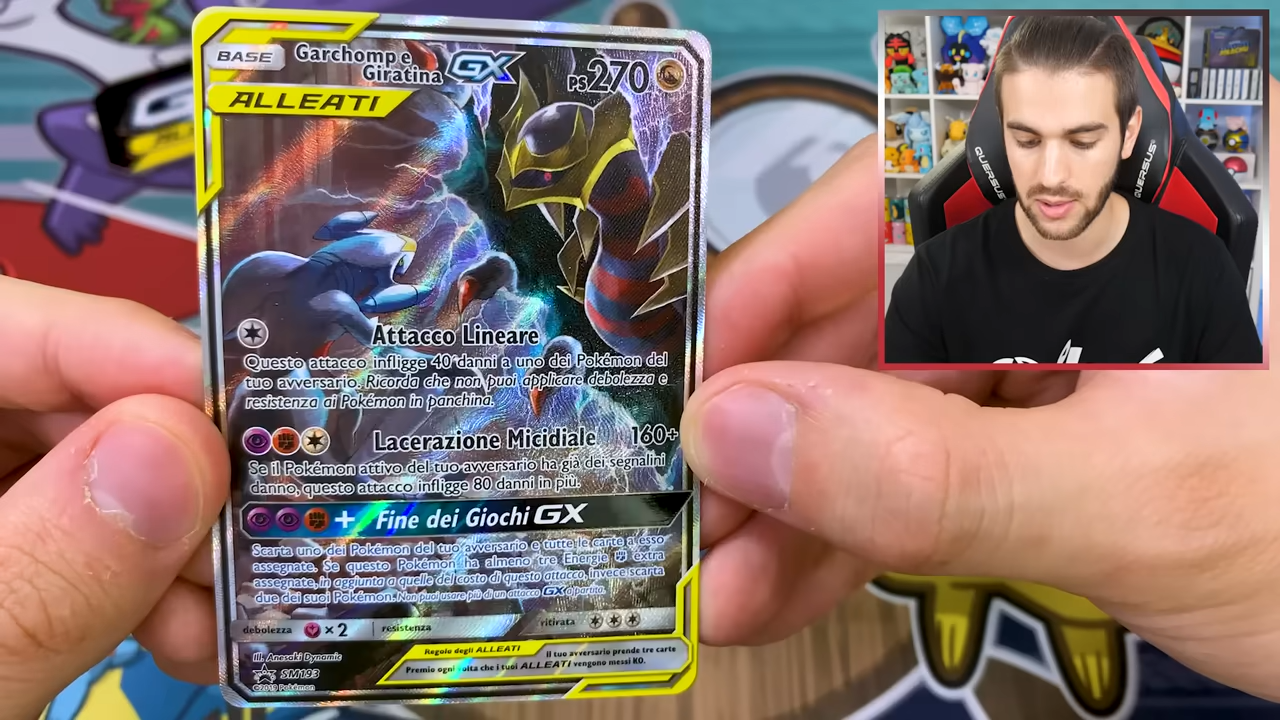 BASE
Garchomp e
Giratina GX
PS270
ALLEATI
Attacco Lineare
Questo attacco infligge 40 danni a uno dei Pokémon del
tuo avversario. Ricorda che non puoi applicare debolezza e
resistenza ai Pokémon in panchina.
Lacerazione Micidiale 160+
Se il Pokémon attivo del tuo avversario ha già dei segnalini
danno, questo attacco infligge 80 danni in più.
+ Fine dei Giochi GX
Scarta uno dei Pokémon del tuo avversario e tutte le carte a esso
assegnate. Se questo Pokémon ha almeno tre Energie extra
assegnate, in aggiunta a quelle del costo di questo attacco, invece scarta
due dei suoi Pokémon. Non puoi usare più di un attacco GX a partita.
debolezza ×2 resistenza ritirata
Ill. Anesaki Dynamic
SM193
©2019 Pokémon
Regola degli ALLEATI Il tuo avversario prende tre carte
Premio ogni volta che i tuoi ALLEATI vengono messi KO.
QUERSUS
QUERSUS